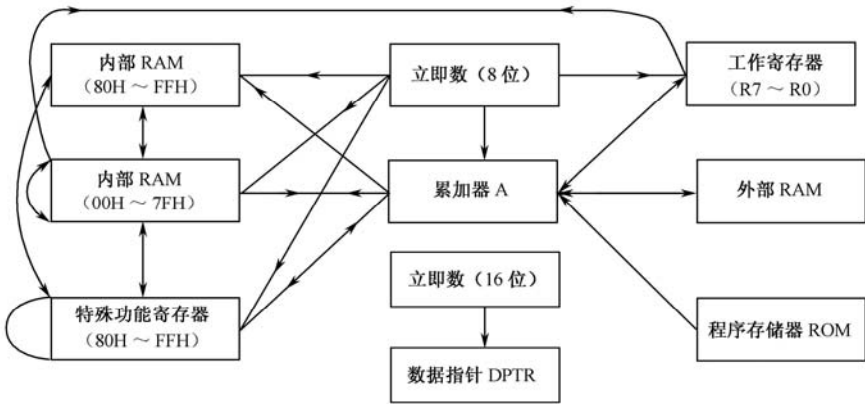 内部 RAM
（80H～FFH）
立即数（8 位）
工作寄存器
（R7～R0）
内部 RAM
（00H～7FH）
累加器 A
外部 RAM
立即数（16 位）
特殊功能寄存器
（80H～FFH）
程序存储器 ROM
数据指针 DPTR